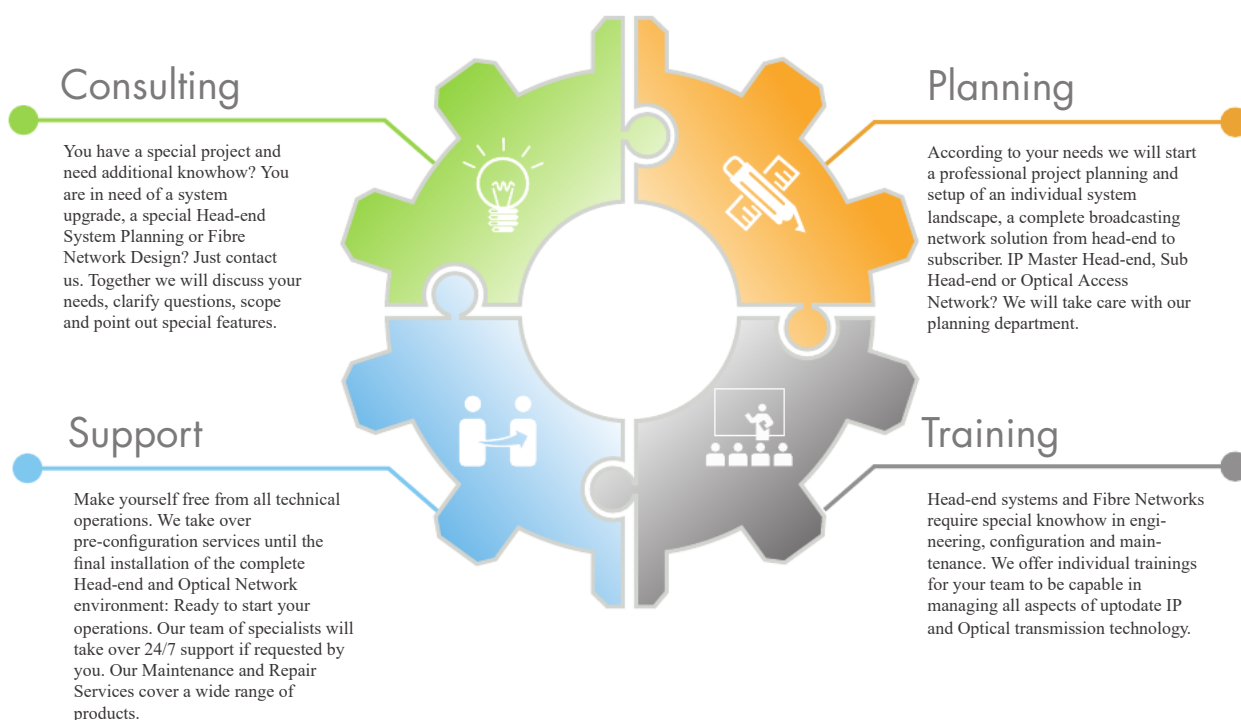 Consulting
You have a special project and
need additional knowhow? You
are in need of a system
upgrade, a special Head-end
System Planning or Fibre
Network Design? Just contact
us. Together we will discuss your
needs, clarify questions, scope
and point out special features.
Planning
According to your needs we will start
a professional project planning and
setup of an individual system
landscape, a complete broadcasting
network solution from head-end to
subscriber. IP Master Head-end, Sub
Head-end or Optical Access
Network? We will take care with our
planning department.
Support
Make yourself free from all technical
operations. We take over
pre-configuration services until the
final installation of the complete
Head-end and Optical Network
environment: Ready to start your
operations. Our team of specialists will
take over 24/7 support if requested by
you. Our Maintenance and Repair
Services cover a wide range of
products.
Training
Head-end systems and Fibre Networks
require special knowhow in engi-
neering, configuration and main-
tenance. We offer individual trainings
for your team to be capable in
managing all aspects of uptodate IP
and Optical transmission technology.